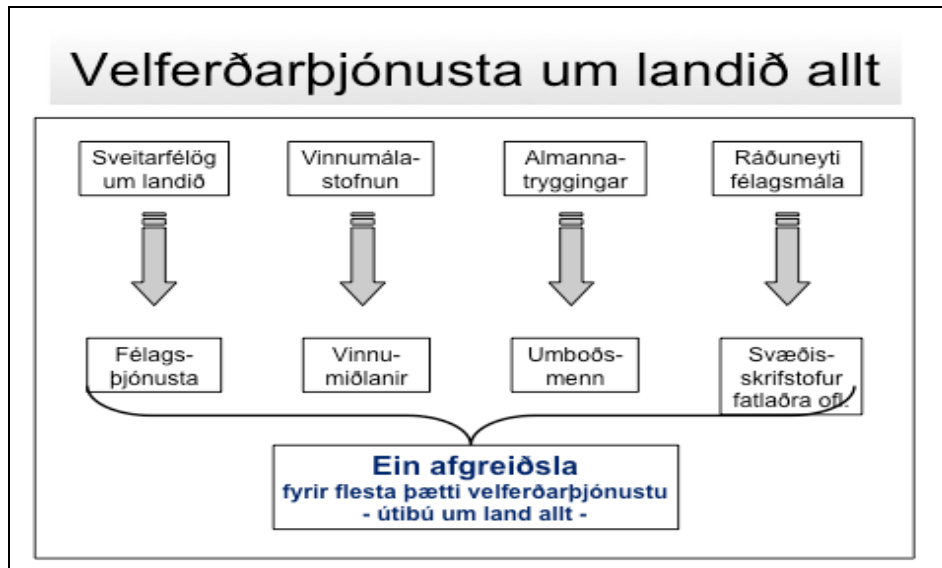 Velferðarþjónusta um landið allt
Sveitarfélög
um landið
Vinnumála-
stofnun
Almanna-
tryggingar
Ráðuneyti
félagsmála
Félags-
þjónusta
Vinnu-
miðlanir
Umboðs-
menn
Svæðis-
skrifstofur
fatlaðra ofl.
Ein afgreiðsla
fyrir flesta þætti velferðarþjónustu
- útibú um land allt -